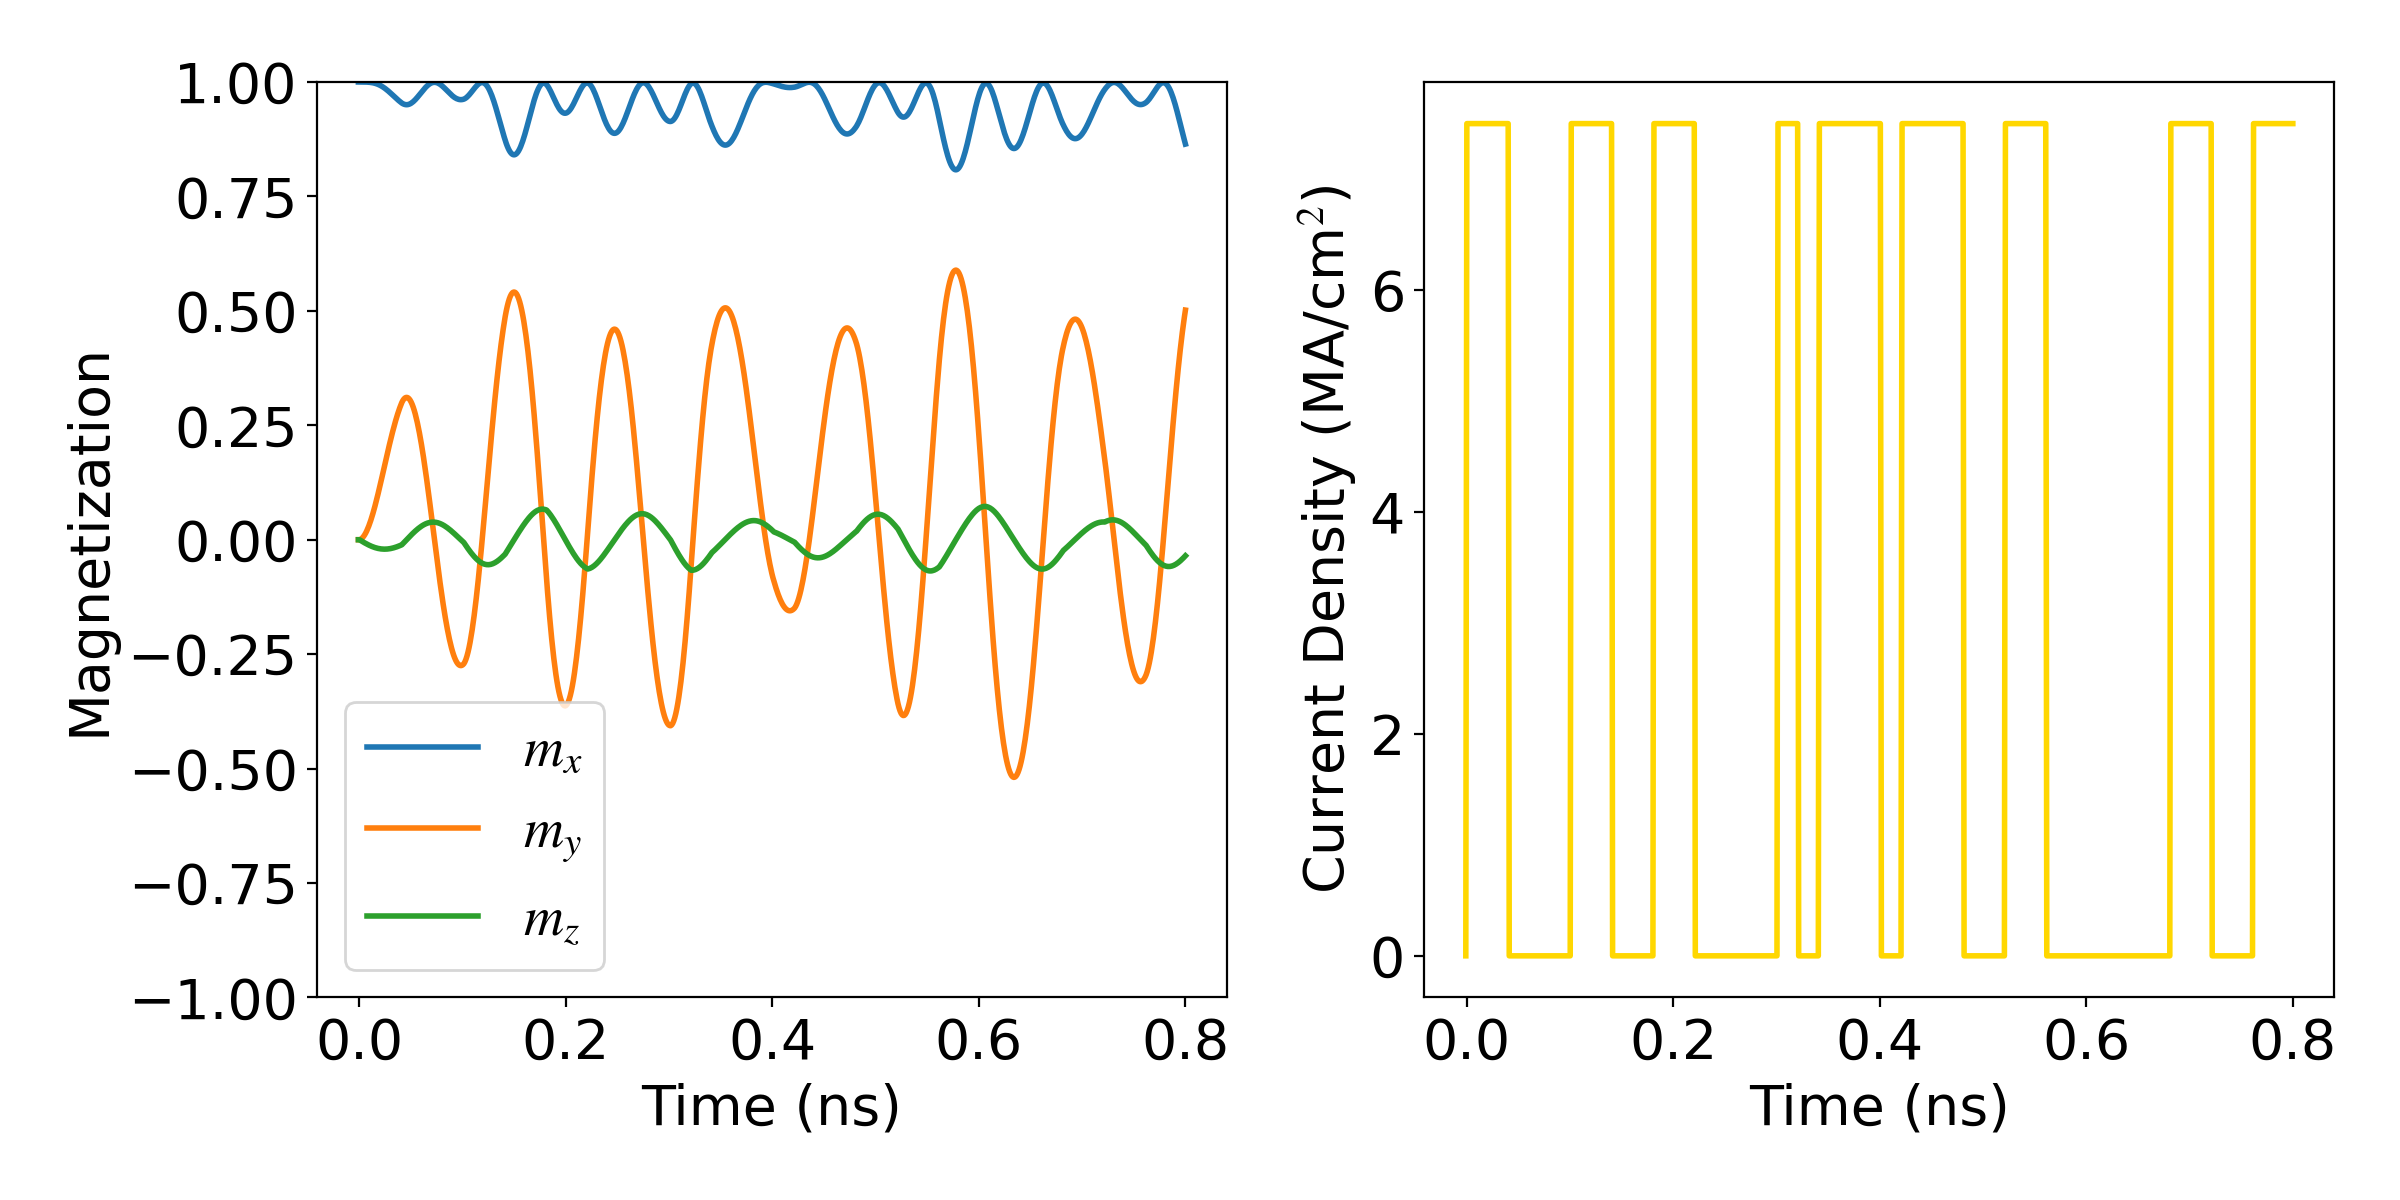 1.00
0.75
0.50
0.25
0.00
−0.25
−0.50
−0.75
−1.00
Magnetization
m_x
m_y
m_z
0.0 0.2 0.4 0.6 0.8
Time (ns)
6
4
2
0
Current Density (MA/cm²)
0.0 0.2 0.4 0.6 0.8
Time (ns)